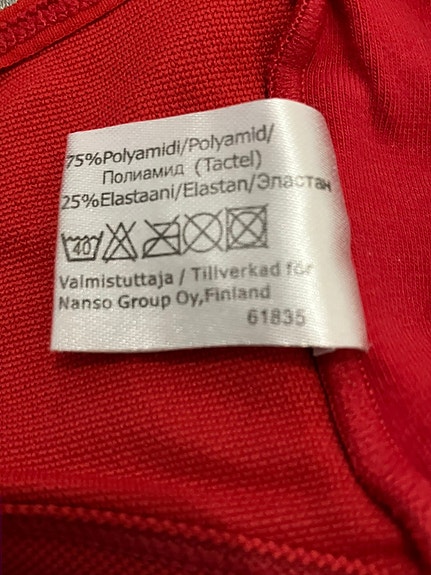 75%Polyamidi/Polyamid/
Полиамид (Tactel)
25%Elastaani/Elastan/Эластан
40
Valmistuttaja / Tillverkad för
Nanso Group Oy,Finland
61835